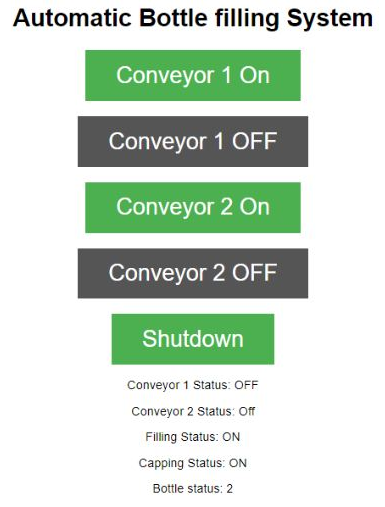 Automatic Bottle filling System
Conveyor 1 On
Conveyor 1 OFF
Conveyor 2 On
Conveyor 2 OFF
Shutdown
Conveyor 1 Status: OFF
Conveyor 2 Status: Off
Filling Status: ON
Capping Status: ON
Bottle status: 2